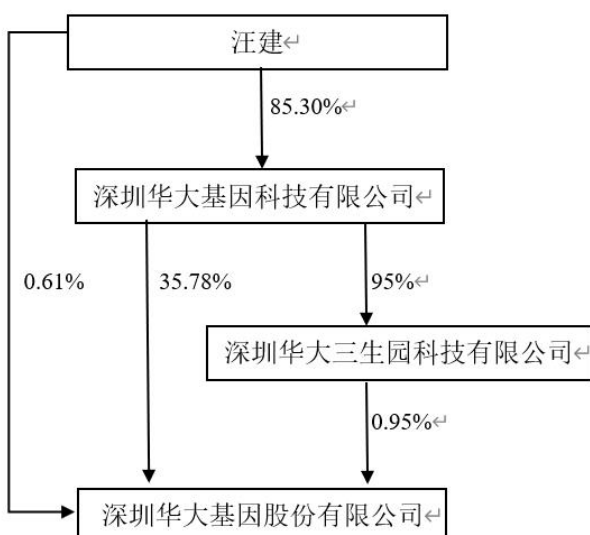 汪建↵
85.30%↵
深圳华大基因科技有限公司↵
0.61%
35.78%
95%↵
深圳华大三生园科技有限公司↵
0.95%↵
深圳华大基因股份有限公司↵